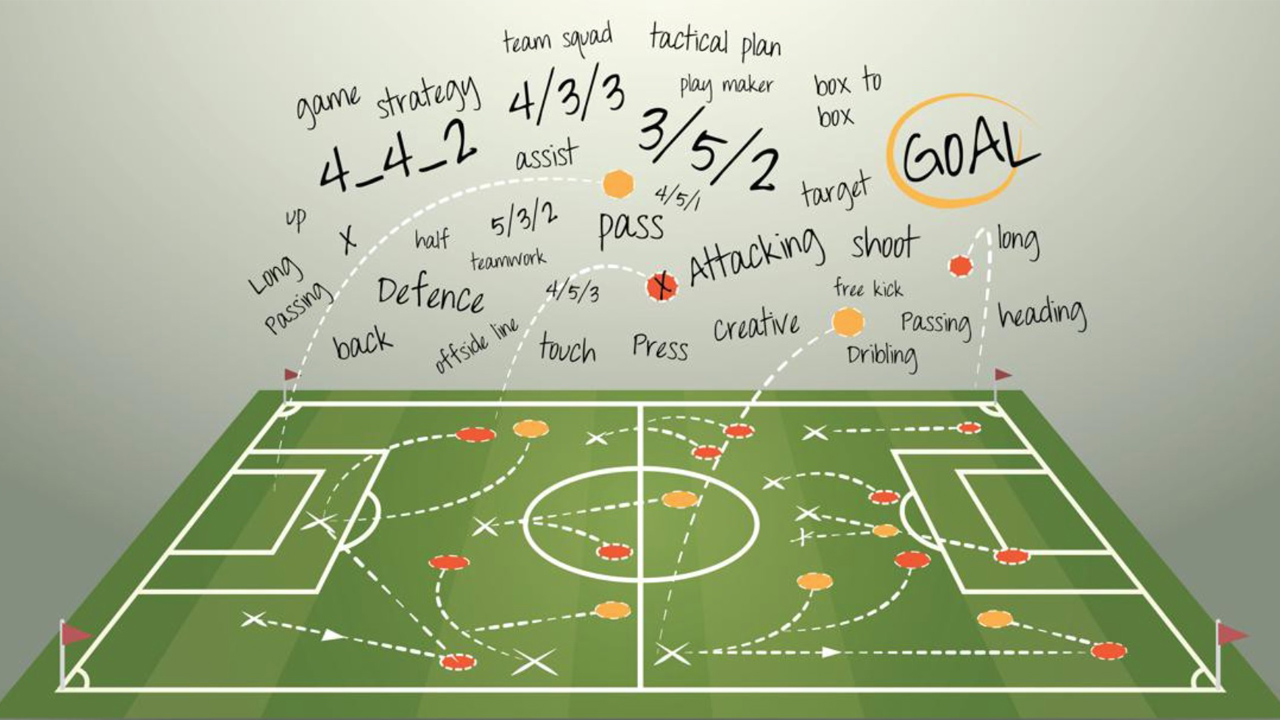 team squad
tactical plan
game strategy
4/3/3
play maker
box to
box
4_4_2
assist
3/5/2
GOAL
4/5/1
target
up
x
half
5/3/2
pass
teamwork
Attacking
shoot
long
Long
Passing
Defence
4/5/3
X
free kick
back
offside line
touch
Press
creative
Passing
heading
Dribling